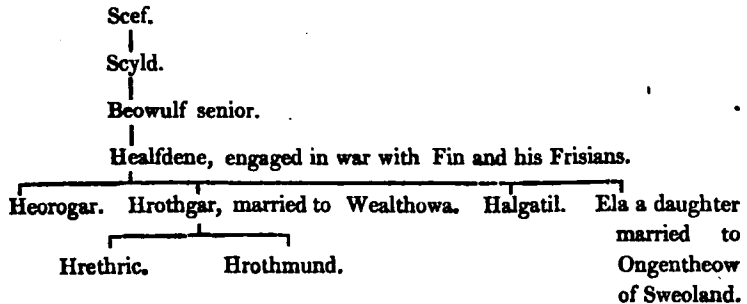 Scef.
Scyld.
Beowulf senior.
Healfdene, engaged in war with Fin and his Frisians.
Heorogar. Hrothgar, married to Wealthowa. Halgatil. Ela a daughter
married to
Hrethric. Hrothmund. Ongentheow
of Sweoland.